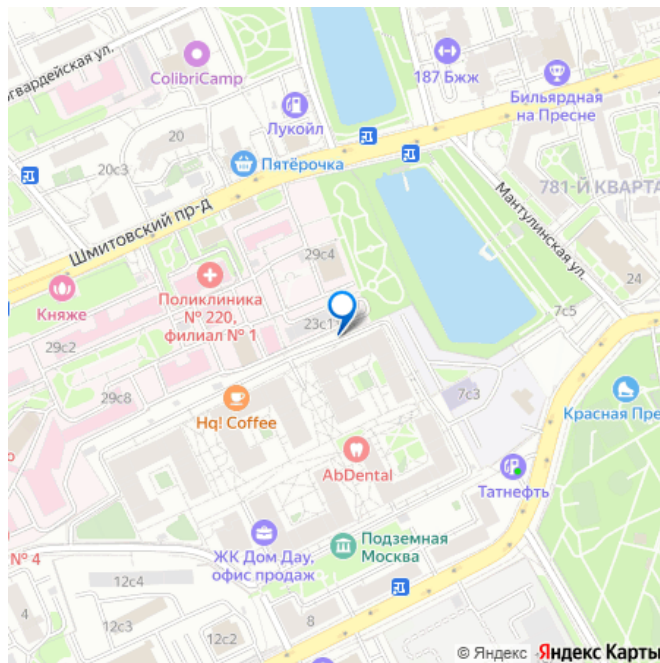 огвардейская ул.
ColibriCamp
187 Бжж
Бильярдная
на Пресне
Лукойл
20
20с3
Пятёрочка
781-Й КВАРТА
Шмитовский пр-д
Мантулинская ул.
29с4
24
Поликлиника
№ 220,
филиал № 1
Княже
23с1
7с5
29с2
29с8
7с3
Красная Пре
Hq! Coffee
AbDental
Татнефть
о
№ 4
ЖК Дом Дау,
офис продаж
Подземная
Москва
12с4
12с3
8
12с2
© Яндекс Яндекс Карты